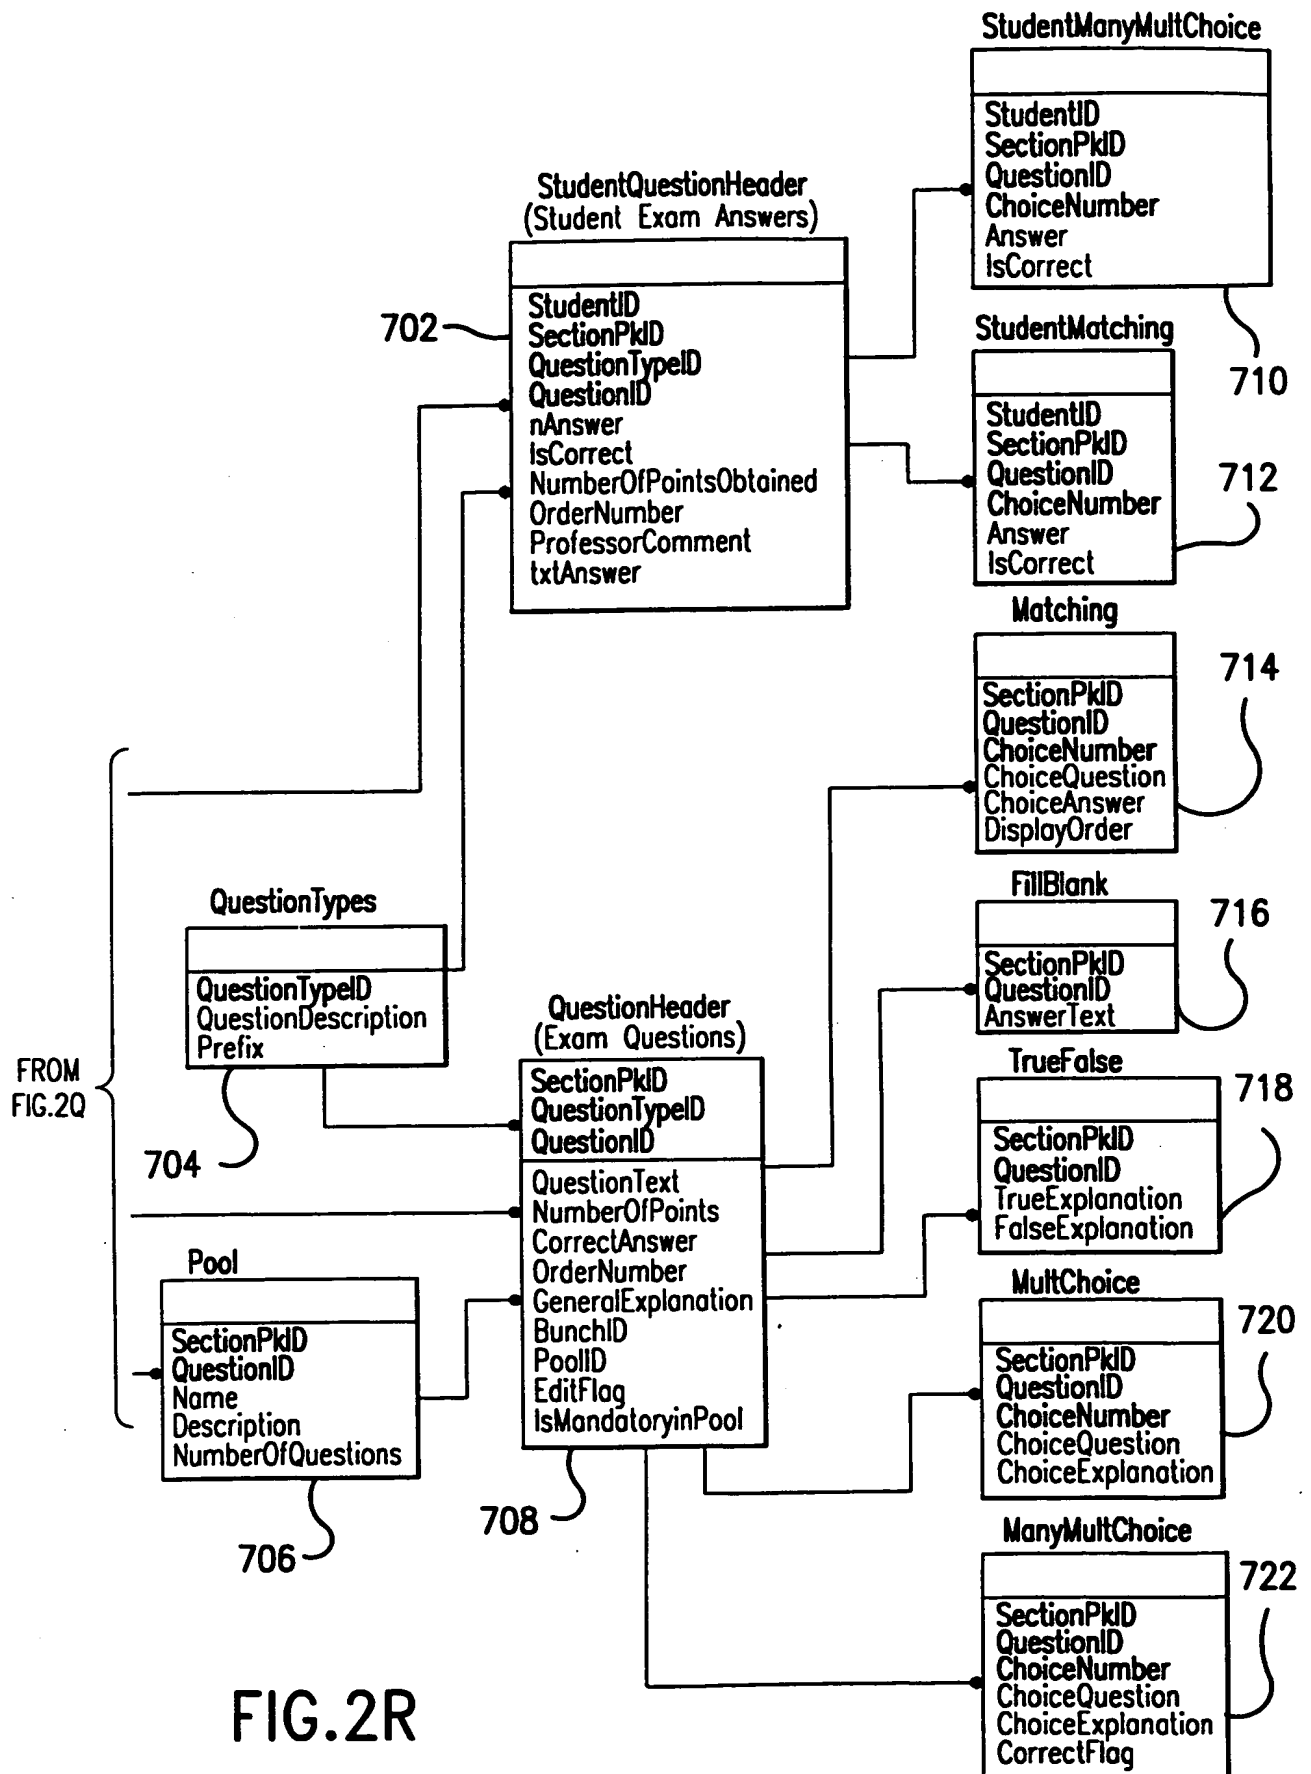 StudentManyMultChoice
StudentID
SectionPkID
QuestionID
ChoiceNumber
Answer
IsCorrect
710
StudentQuestionHeader
(Student Exam Answers)
702
StudentID
SectionPkID
QuestionTypeID
QuestionID
nAnswer
IsCorrect
NumberOfPointsObtained
OrderNumber
ProfessorComment
txtAnswer
StudentMatching
StudentID
SectionPkID
QuestionID
ChoiceNumber
Answer
IsCorrect
712
Matching
SectionPkID
QuestionID
ChoiceNumber
ChoiceQuestion
ChoiceAnswer
DisplayOrder
714
FillBlank
SectionPkID
QuestionID
AnswerText
716
QuestionTypes
QuestionTypeID
QuestionDescription
Prefix
704
FROM
FIG.2Q
QuestionHeader
(Exam Questions)
SectionPkID
QuestionTypeID
QuestionID
QuestionText
NumberOfPoints
CorrectAnswer
OrderNumber
GeneralExplanation
BunchID
PoolID
EditFlag
IsMandatoryinPool
708
TrueFalse
SectionPkID
QuestionID
TrueExplanation
FalseExplanation
718
Pool
SectionPkID
QuestionID
Name
Description
NumberOfQuestions
706
MultChoice
SectionPkID
QuestionID
ChoiceNumber
ChoiceQuestion
ChoiceExplanation
720
ManyMultChoice
SectionPkID
QuestionID
ChoiceNumber
ChoiceQuestion
ChoiceExplanation
CorrectFlag
722
FIG.2R